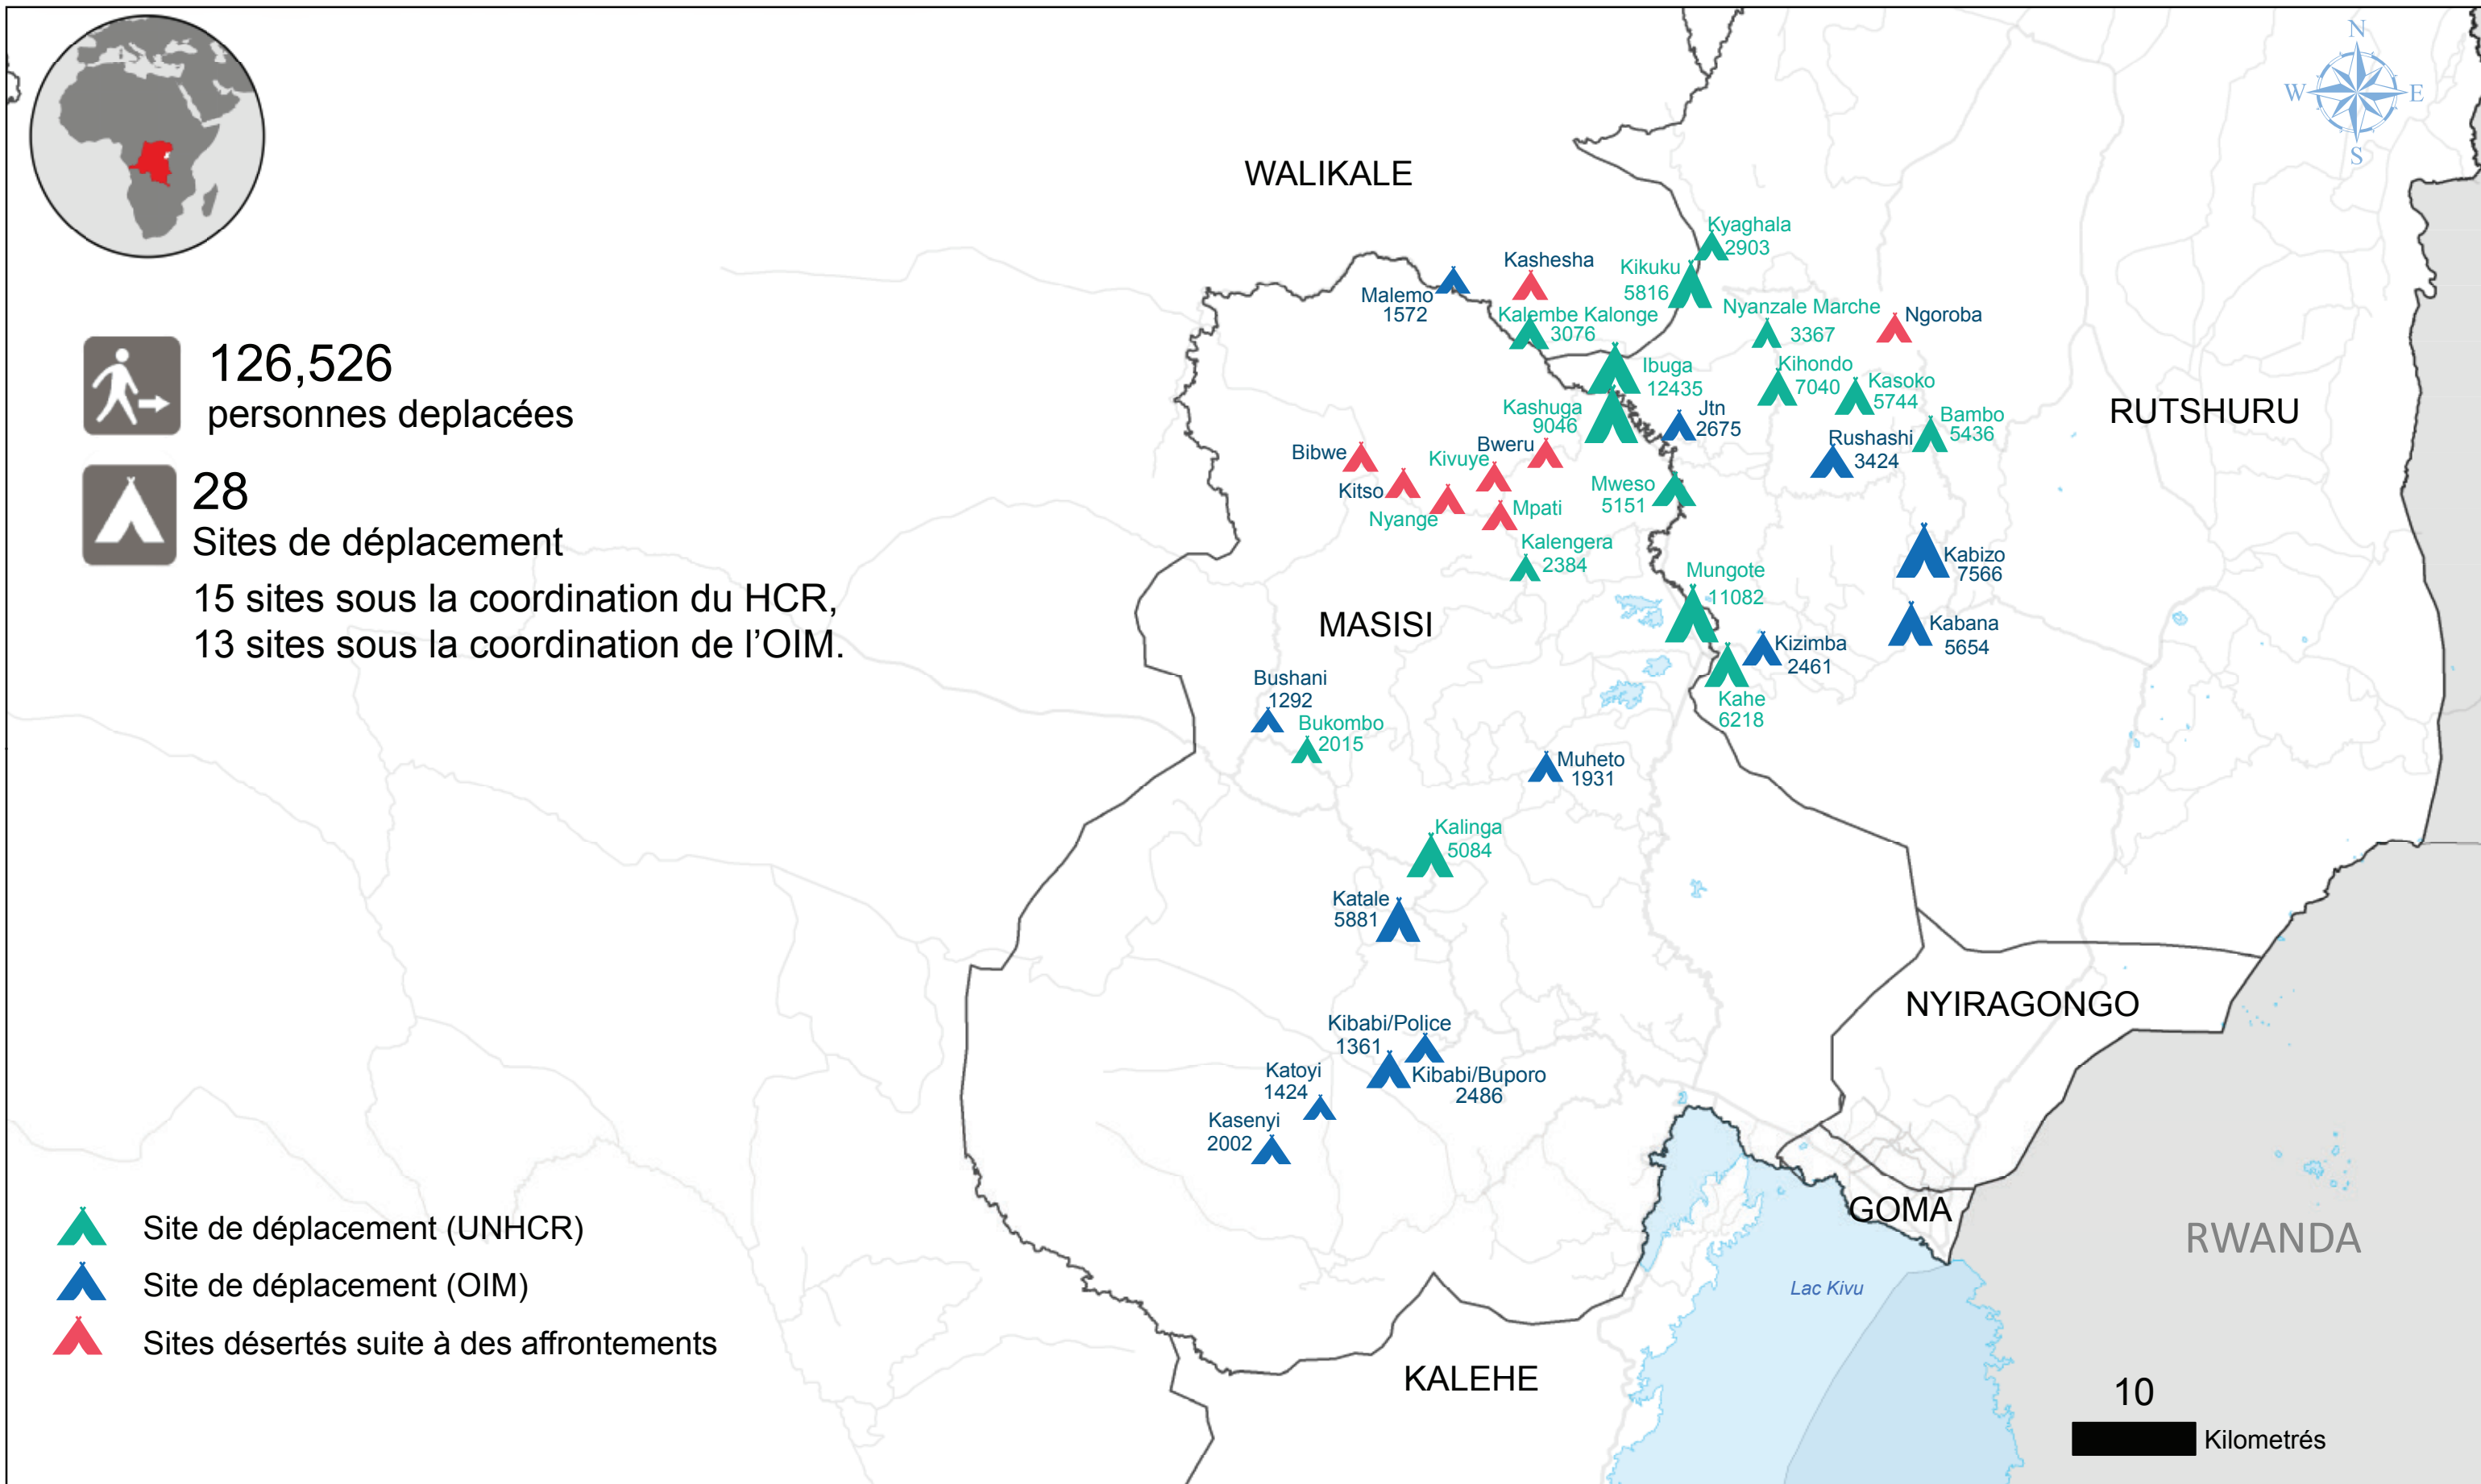 N
W
E
S
WALIKALE
126,526
personnes deplacées
28
Sites de déplacement
15 sites sous la coordination du HCR,
13 sites sous la coordination de l'OIM.
Kyaghala
2903
Kashesha
Kikuku
5816
Malemo
1572
Kalembe Kalonge
3076
Nyanzale Marche
3367
Ngoroba
Ibuga
12435
Kihondo
7040
Kasoko
5744
Kashuga
9046
Jtn
2675
Bambo
5436
RUTSHURU
Rushashi
3424
Bibwe
Kivuye
Bweru
Kitso
Nyange
Mpati
Mweso
5151
Kalengera
2384
Kabizo
7566
Mungote
11082
MASISI
Kabana
5654
Kizimba
2461
Kahe
6218
Bushani
1292
Bukombo
2015
Muheto
1931
Kalinga
5084
Katale
5881
NYIRAGONGO
Kibabi/Police
1361
Kibabi/Buporo
2486
Katoyi
1424
Kasenyi
2002
GOMA
RWANDA
Lac Kivu
Site de déplacement (UNHCR)
Site de déplacement (OIM)
Sites désertés suite à des affrontements
KALEHE
10
Kilometrés